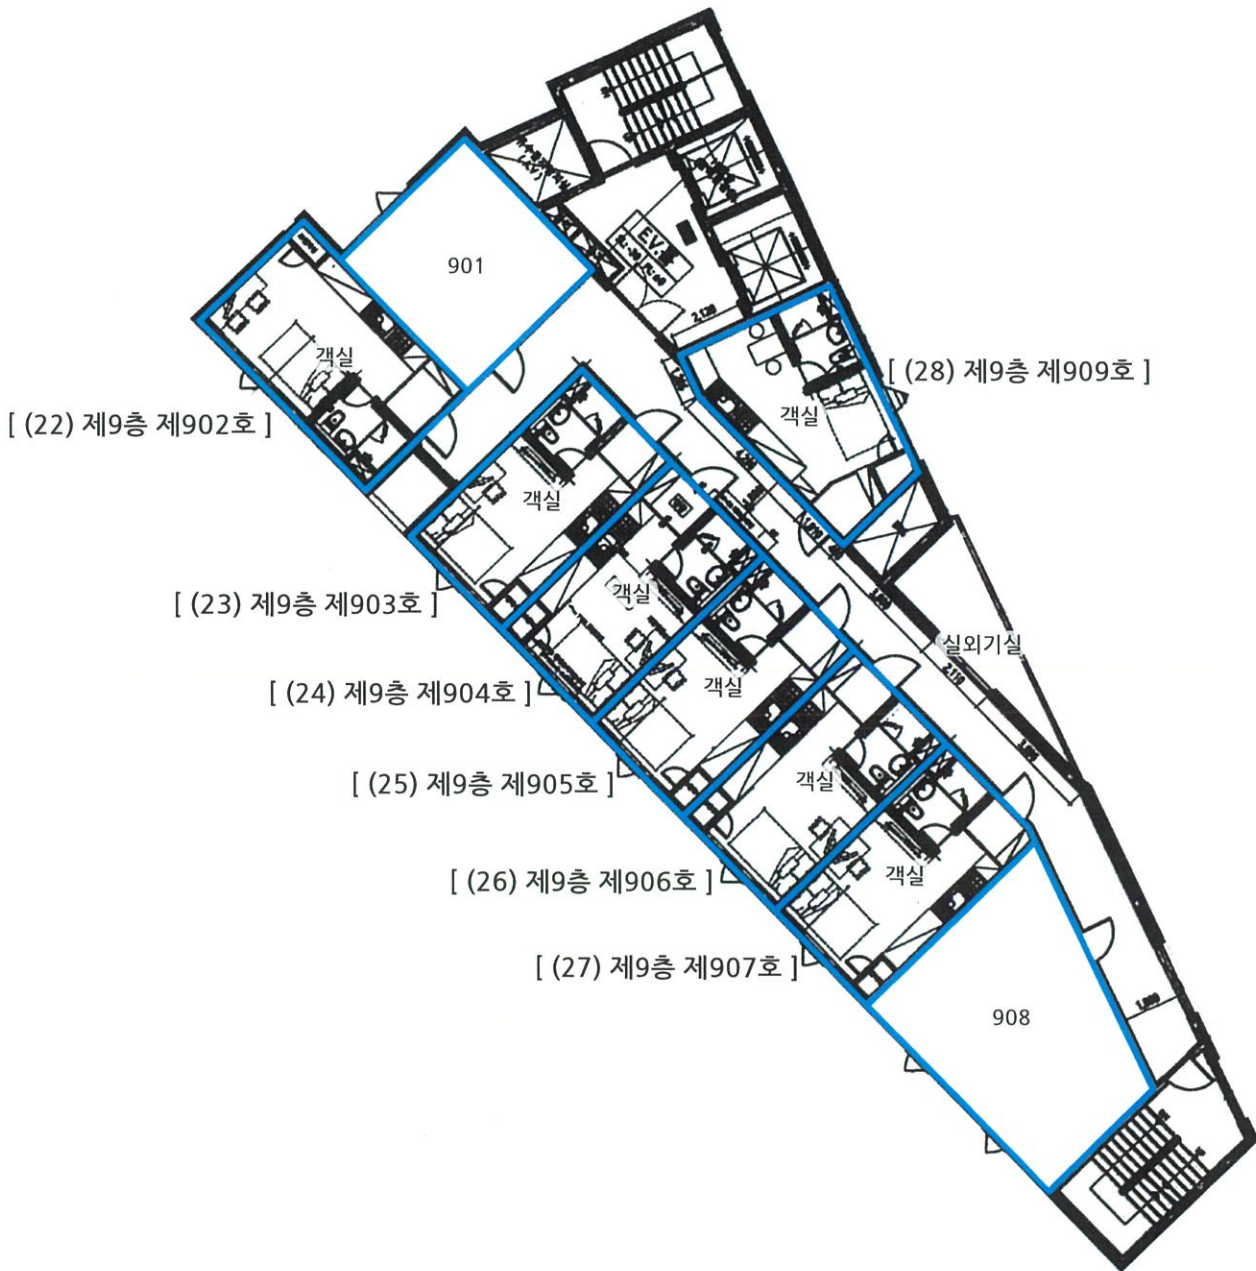 901
EV.홀
2,120
[ (28) 제9층 제909호 ]
객실
객실
[ (22) 제9층 제902호 ]
객실
[ (23) 제9층 제903호 ]
객실
실외기실
[ (24) 제9층 제904호 ]
객실
[ (25) 제9층 제905호 ]
객실
[ (26) 제9층 제906호 ]
객실
[ (27) 제9층 제907호 ]
908